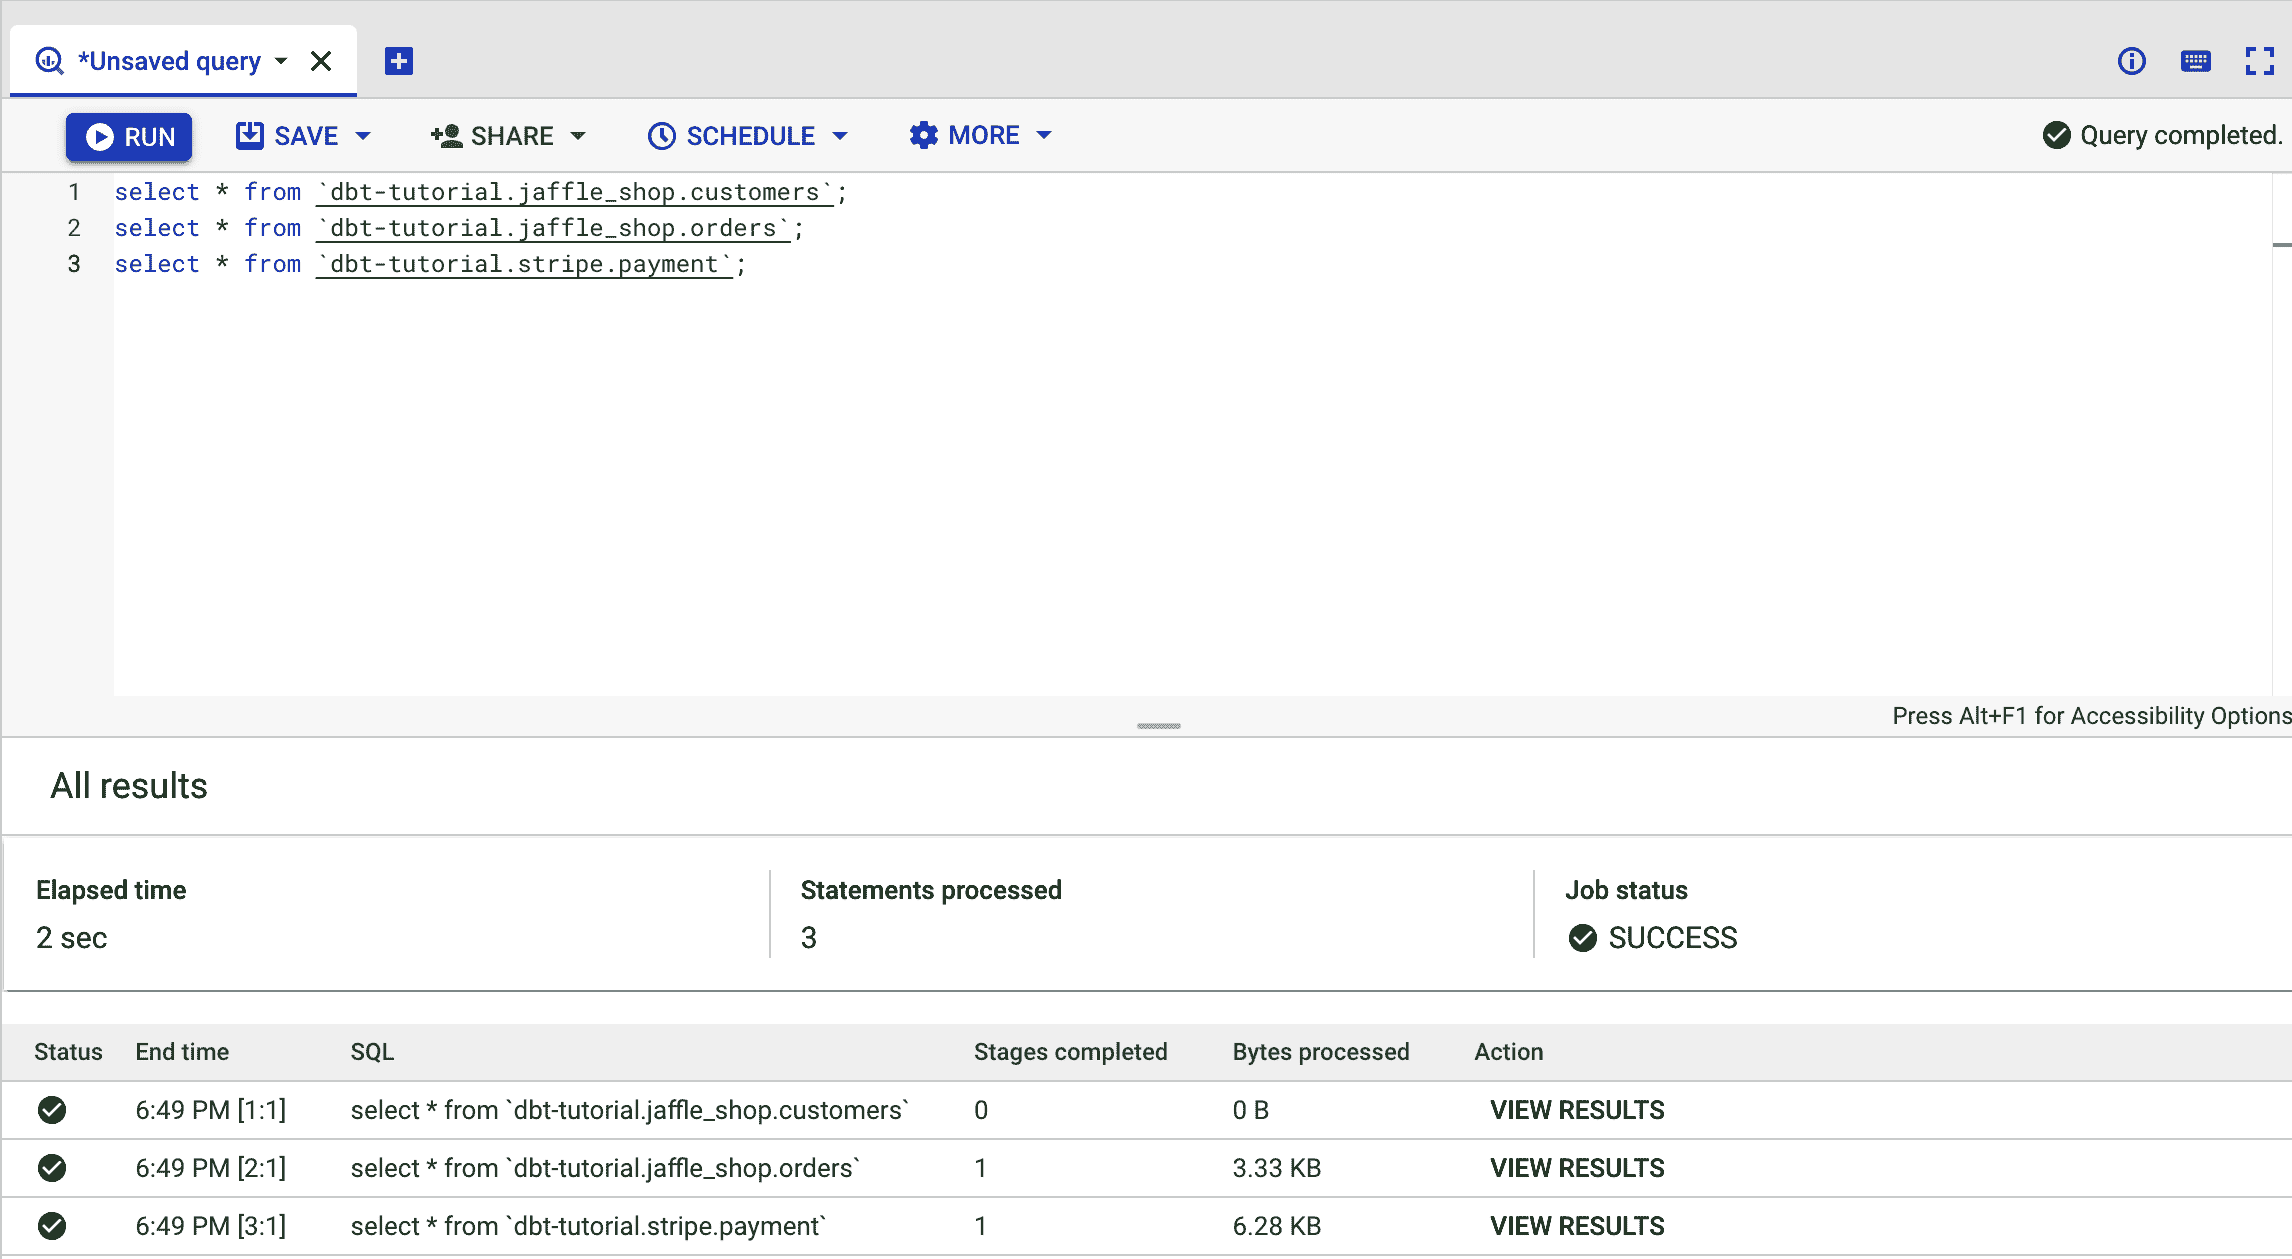 *Unsaved query
RUN SAVE SHARE SCHEDULE MORE Query completed.
1 select * from `dbt-tutorial.jaffle_shop.customers`;
2 select * from `dbt-tutorial.jaffle_shop.orders`;
3 select * from `dbt-tutorial.stripe.payment`;
Press Alt+F1 for Accessibility Options
All results
Elapsed time Statements processed Job status
2 sec 3 SUCCESS
Status End time SQL Stages completed Bytes processed Action
6:49 PM [1:1] select * from `dbt-tutorial.jaffle_shop.customers` 0 0 B VIEW RESULTS
6:49 PM [2:1] select * from `dbt-tutorial.jaffle_shop.orders` 1 3.33 KB VIEW RESULTS
6:49 PM [3:1] select * from `dbt-tutorial.stripe.payment` 1 6.28 KB VIEW RESULTS